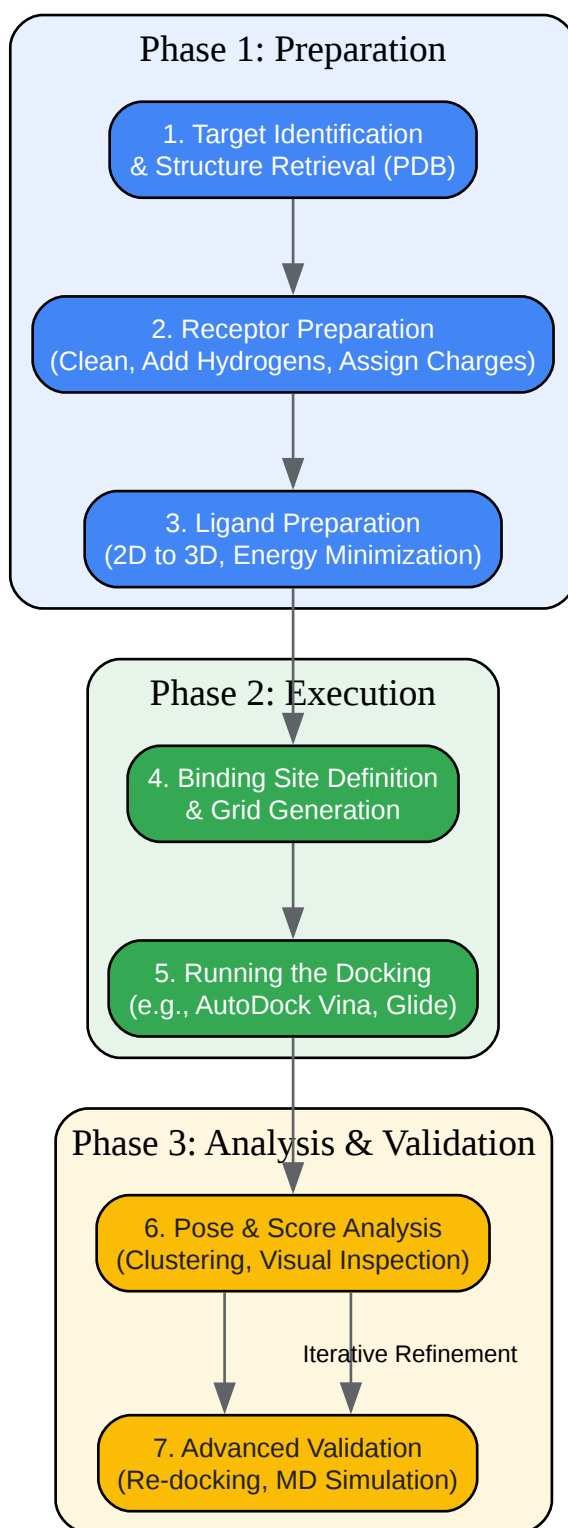 Phase 1: Preparation
1. Target Identification
& Structure Retrieval (PDB)
2. Receptor Preparation
(Clean, Add Hydrogens, Assign Charges)
3. Ligand Preparation
(2D to 3D, Energy Minimization)
Phase 2: Execution
4. Binding Site Definition
& Grid Generation
5. Running the Docking
(e.g., AutoDock Vina, Glide)
Phase 3: Analysis & Validation
6. Pose & Score Analysis
(Clustering, Visual Inspection)
Iterative Refinement
7. Advanced Validation
(Re-docking, MD Simulation)